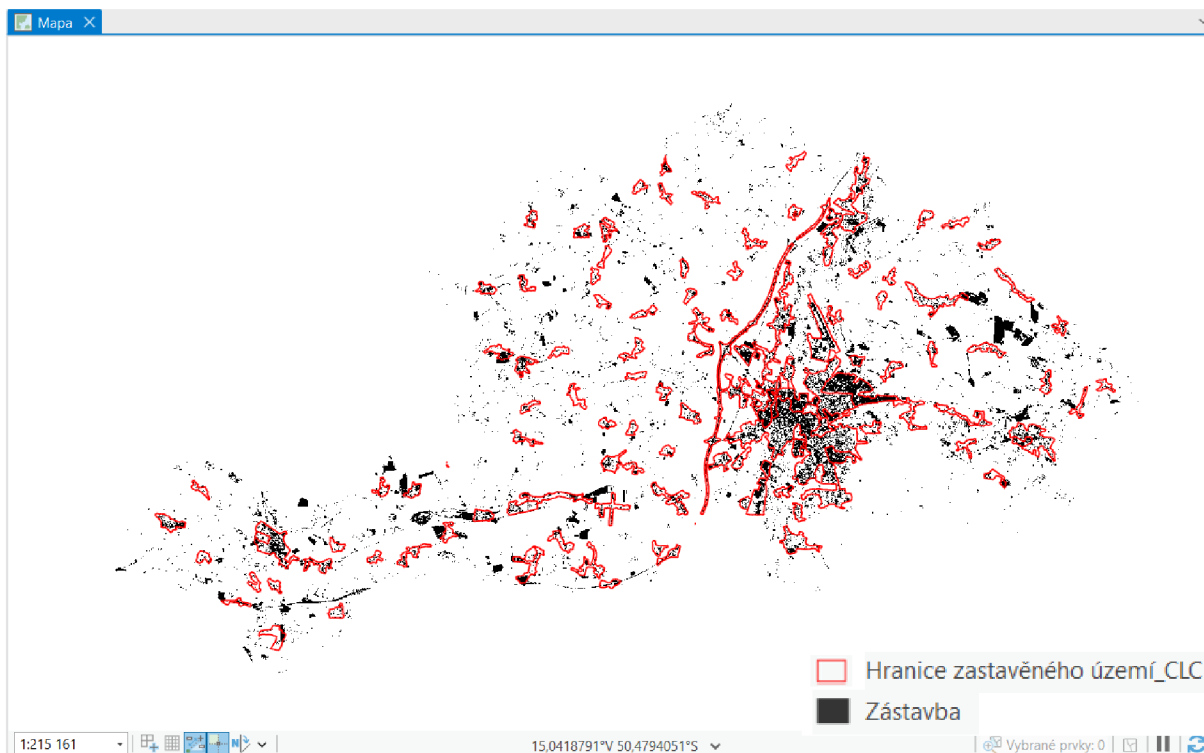 Mapa
Hranice zastavěného území_CLC
Zástavba
1:215 161
N
15,0418791°V 50,4794051°S
Vybrané prvky: 0